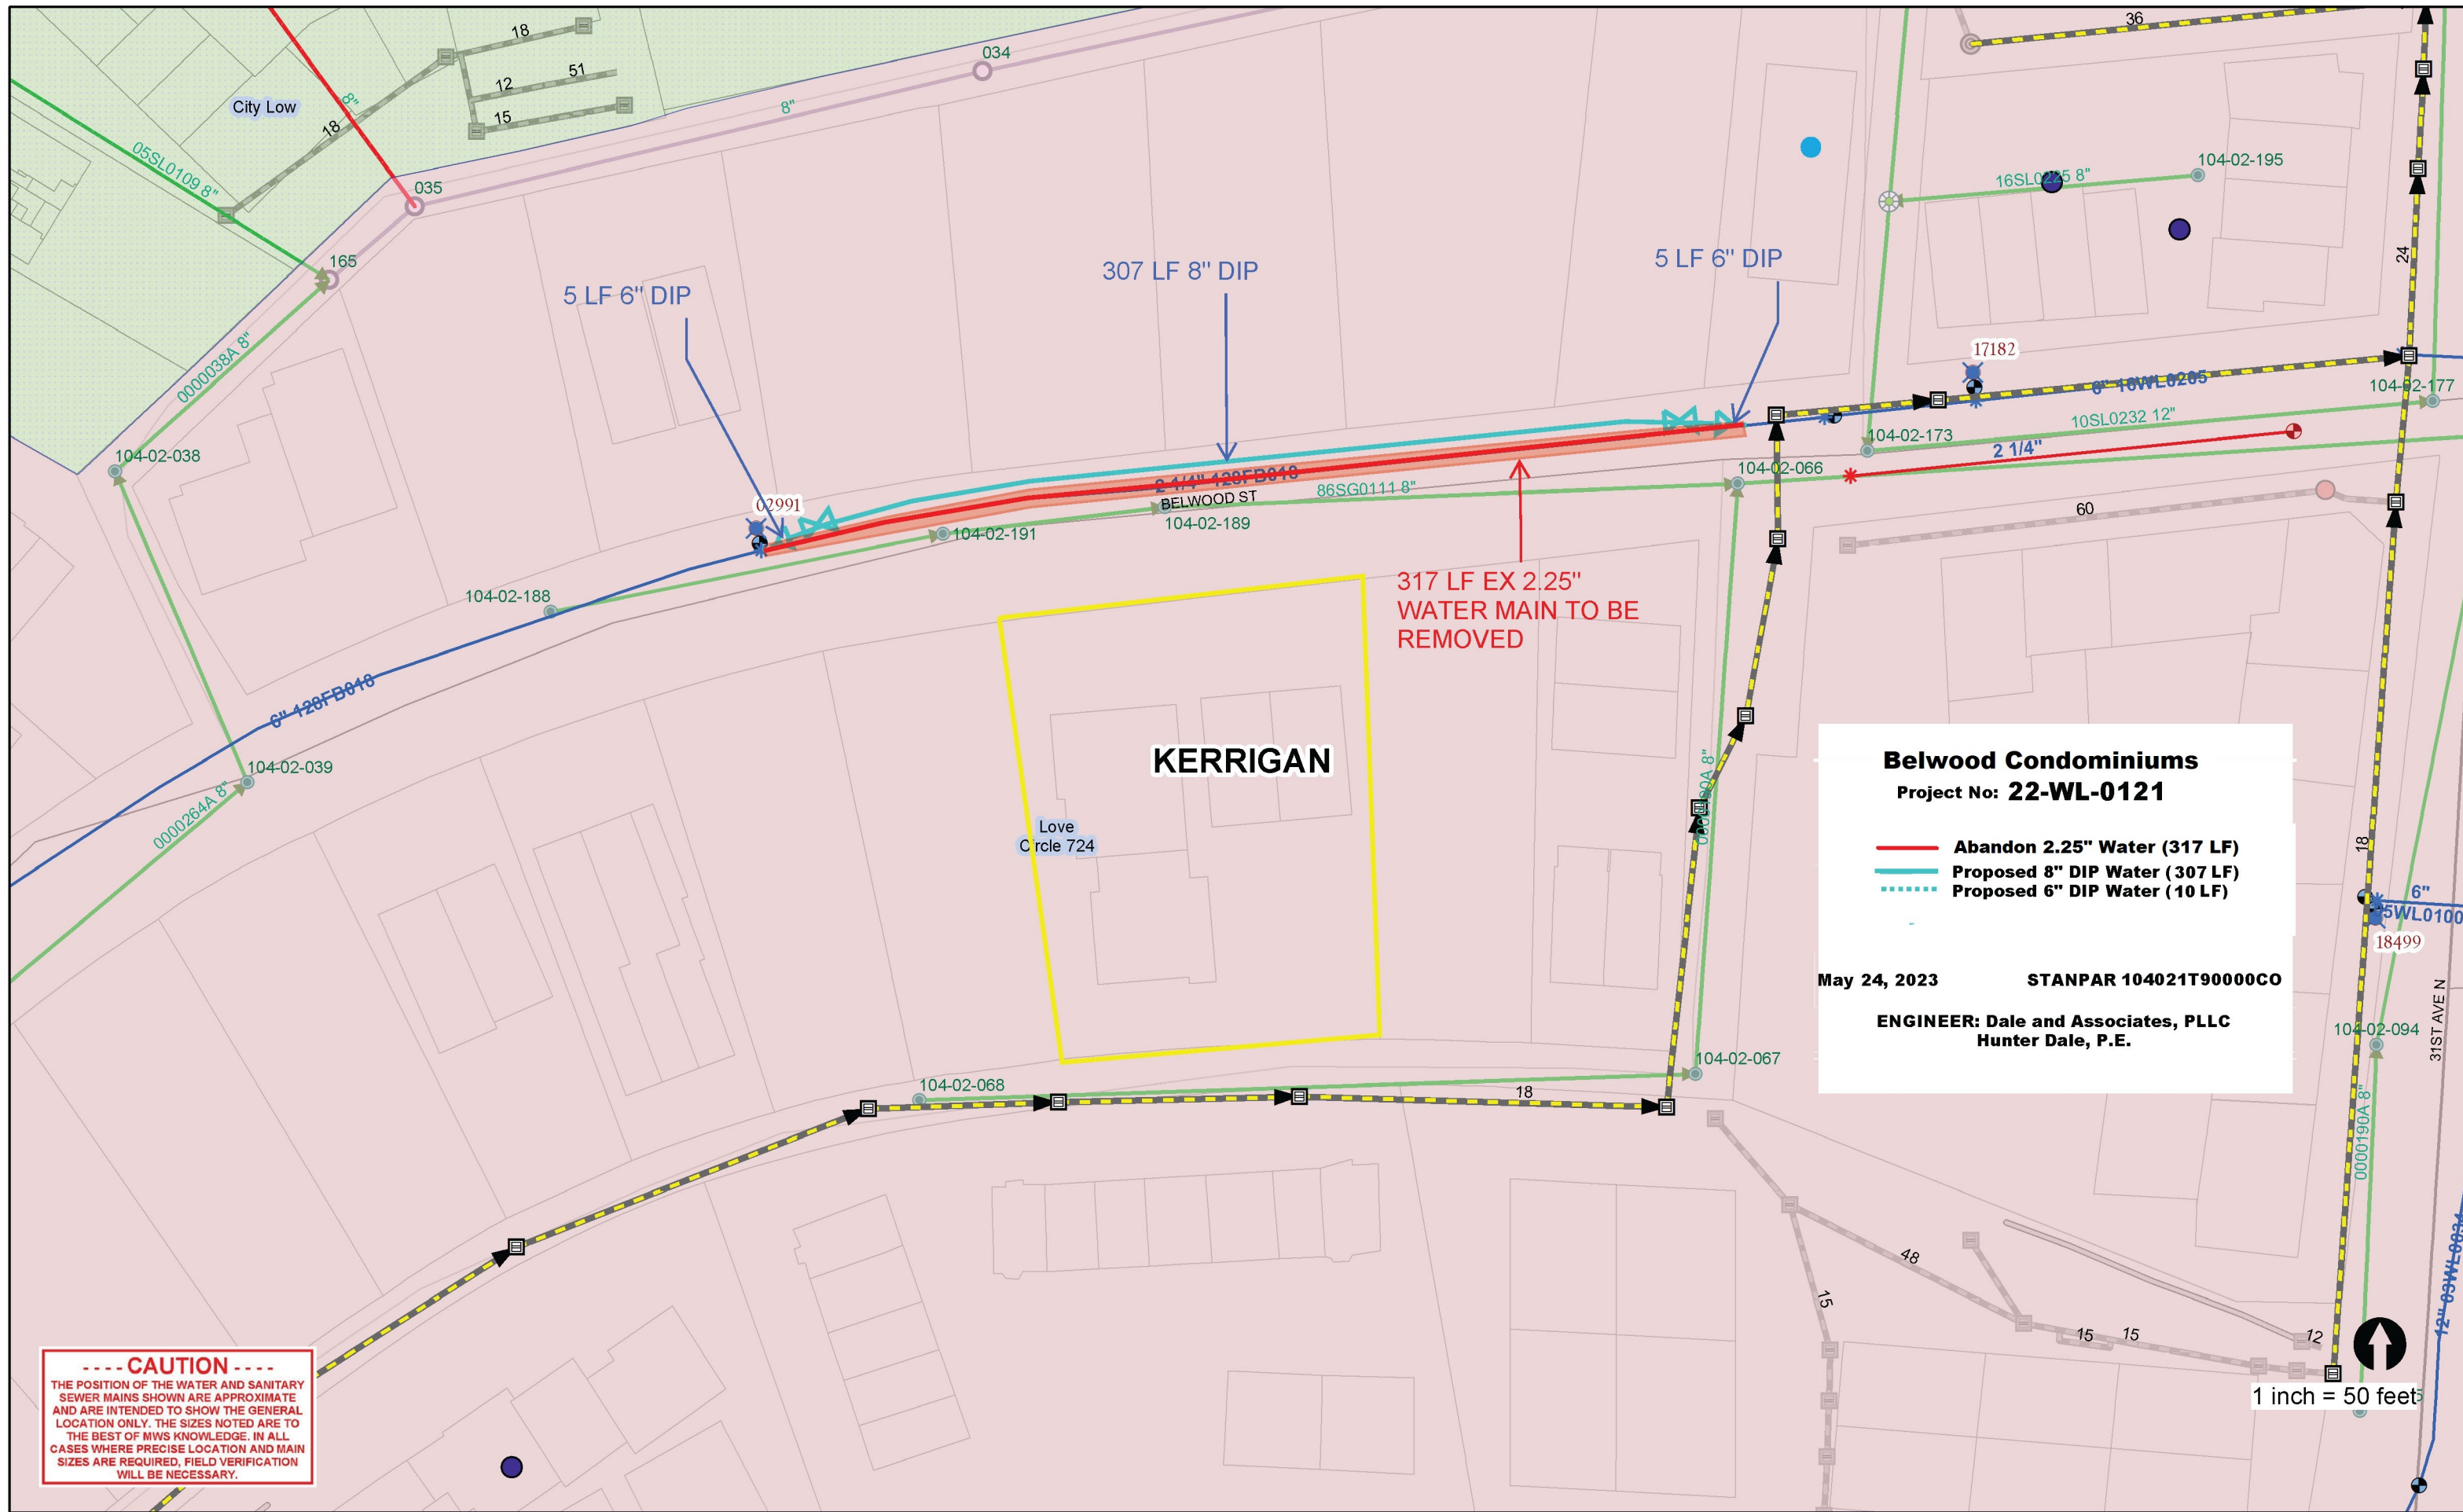 36
18
034
12
51
City Low
8"
8"
18
15
05SL0109 8"
104-02-195
16SL0225 8"
035
165
24
5 LF 6" DIP
307 LF 8" DIP
5 LF 6" DIP
17182
0000038A 8"
6" 16WL0205
104-02-177
10SL0232 12"
104-02-173
2 1/4"
104-02-038
104-02-066
2 1/4" 128FB018
BELWOOD ST
86SG0111 8"
02991
104-02-189
104-02-191
60
317 LF EX 2.25"
WATER MAIN TO BE
REMOVED
104-02-188
6" 128FB018
104-02-039
0000264A 8"
KERRIGAN
Love
Circle 724
Belwood Condominiums
Project No: 22-WL-0121
Abandon 2.25" Water (317 LF)
Proposed 8" DIP Water (307 LF)
Proposed 6" DIP Water (10 LF)
May 24, 2023
STANPAR 104021T90000CO
ENGINEER: Dale and Associates, PLLC
Hunter Dale, P.E.
18
6"
18499
31ST AVE N
104-02-094
0000190A 8"
104-02-067
104-02-068
18
48
15
15
15
12
- - - - CAUTION - - - -
THE POSITION OF THE WATER AND SANITARY
SEWER MAINS SHOWN ARE APPROXIMATE
AND ARE INTENDED TO SHOW THE GENERAL
LOCATION ONLY. THE SIZES NOTED ARE TO
THE BEST OF MWS KNOWLEDGE. IN ALL
CASES WHERE PRECISE LOCATION AND MAIN
SIZES ARE REQUIRED, FIELD VERIFICATION
WILL BE NECESSARY.
12" 03WL0034
1 inch = 50 feet